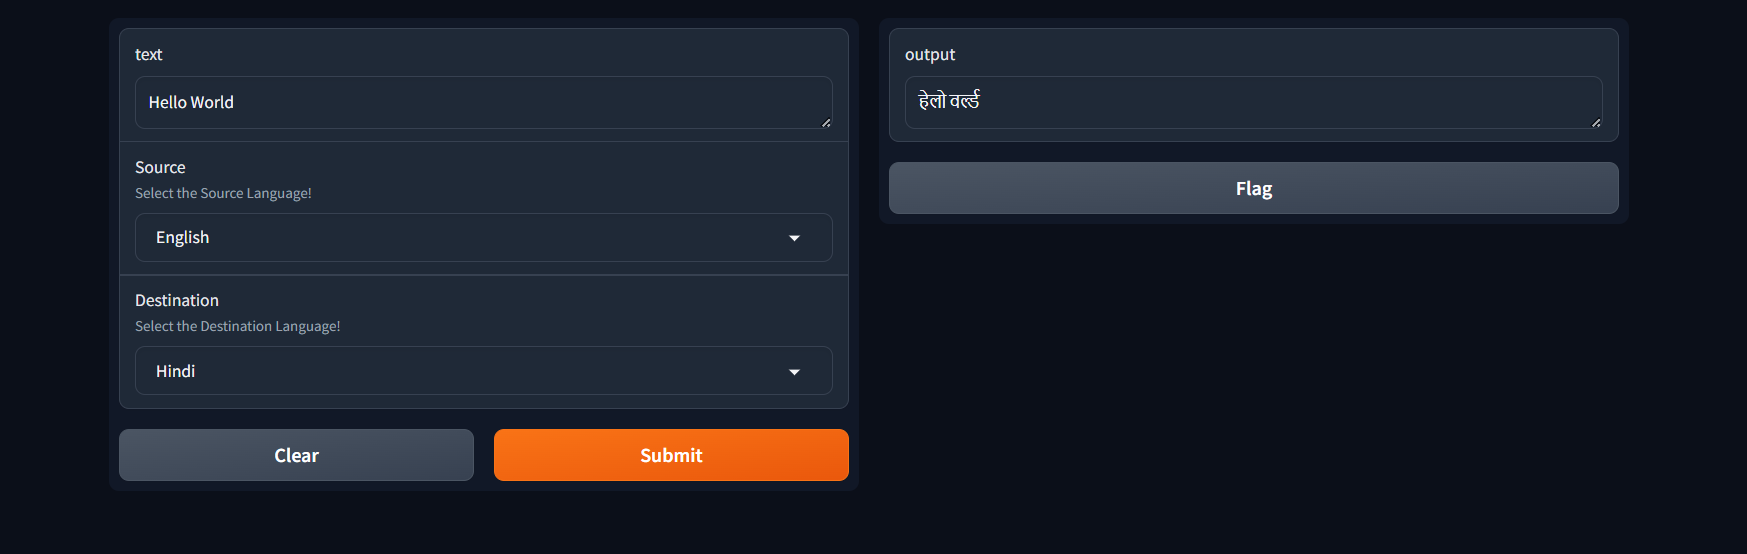 text
Hello World
Source
Select the Source Language!
English
Destination
Select the Destination Language!
Hindi
Clear
Submit
output
हेलो वर्ल्ड
Flag